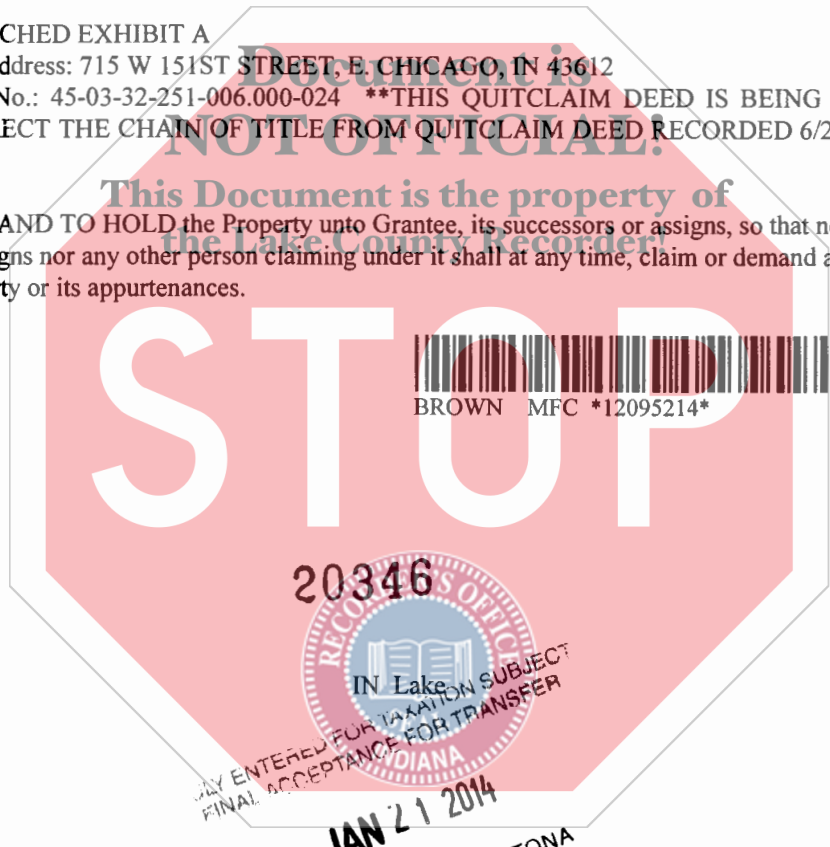 CHED EXHIBIT A
Document is
ddress: 715 W 151ST STREET, E. CHICAGO, IN 43612
No.: 45-03-32-251-006.000-024 **THIS QUITCLAIM DEED IS BEING
NOT OFFICIAL!
ECT THE CHAIN OF TITLE FROM QUITCLAIM DEED RECORDED 6/2
This Document is the property of
AND TO HOLD the Property unto Grantee, its successors or assigns, so that n
the Lake County Recorder!
gns nor any other person claiming under it shall at any time, claim or demand a
ty or its appurtenances.
STOP
BROWN MFC *12095214*
20346
RECORDER'S OFFICE
IN Lake
SEAL
INDIANA
ENTERED FOR TAXATION SUBJECT
FINAL ACCEPTANCE FOR TRANSFER
JAN 21 2014
TONA